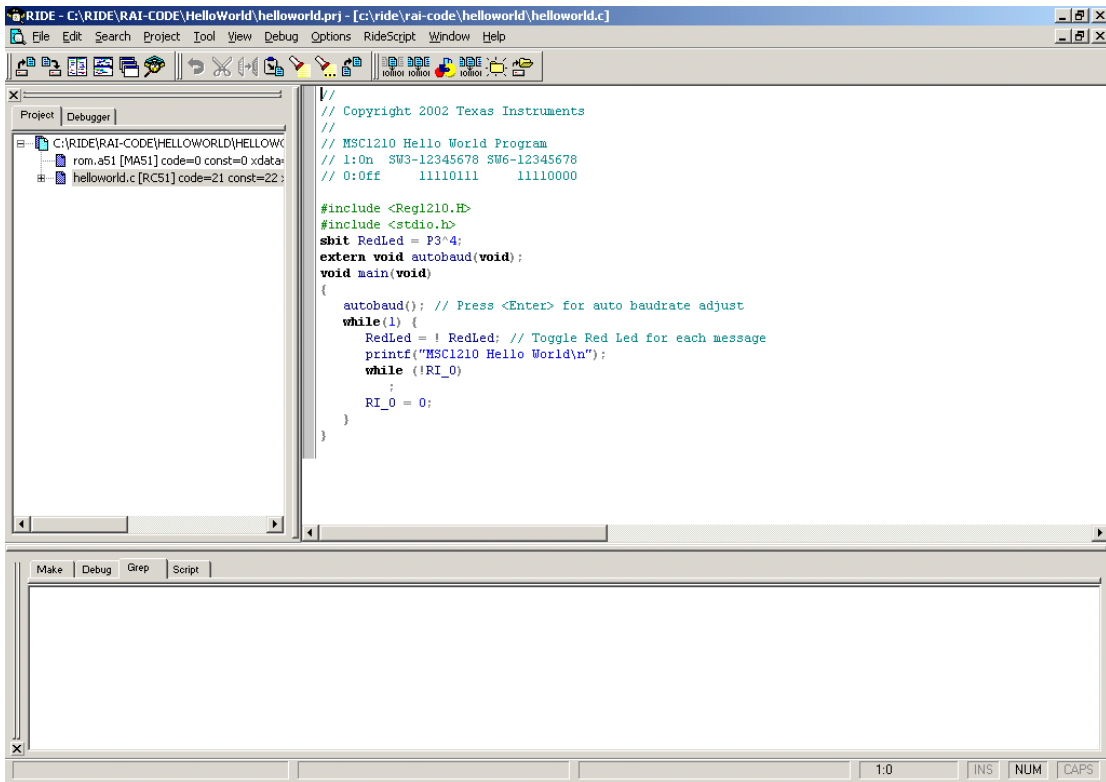 RIDE - C:\RIDE\RAI-CODE\HelloWorld\helloworld.prj - [c:\ride\rai-code\helloworld\helloworld.c]
File Edit Search Project Tool View Debug Options RideScript Window Help
Project Debugger
C:\RIDE\RAI-CODE\HELLOWORLD\HELLOWO
rom.a51 [MA51] code=0 const=0 xdata=
helloworld.c [RC51] code=21 const=22 x
//
// Copyright 2002 Texas Instruments
//
// MSC1210 Hello World Program
// 1:On  SW3-12345678 SW6-12345678
// 0:Off     11110111     11110000
#include <Reg1210.H>
#include <stdio.h>
sbit RedLed = P3^4;
extern void autobaud(void);
void main(void)
{
autobaud(); // Press <Enter> for auto baudrate adjust
while(1) {
RedLed = ! RedLed; // Toggle Red Led for each message
printf("MSC1210 Hello World\n");
while (!RI_0)
;
RI_0 = 0;
}
}
Make Debug Grep Script
1:0 INS NUM CAPS